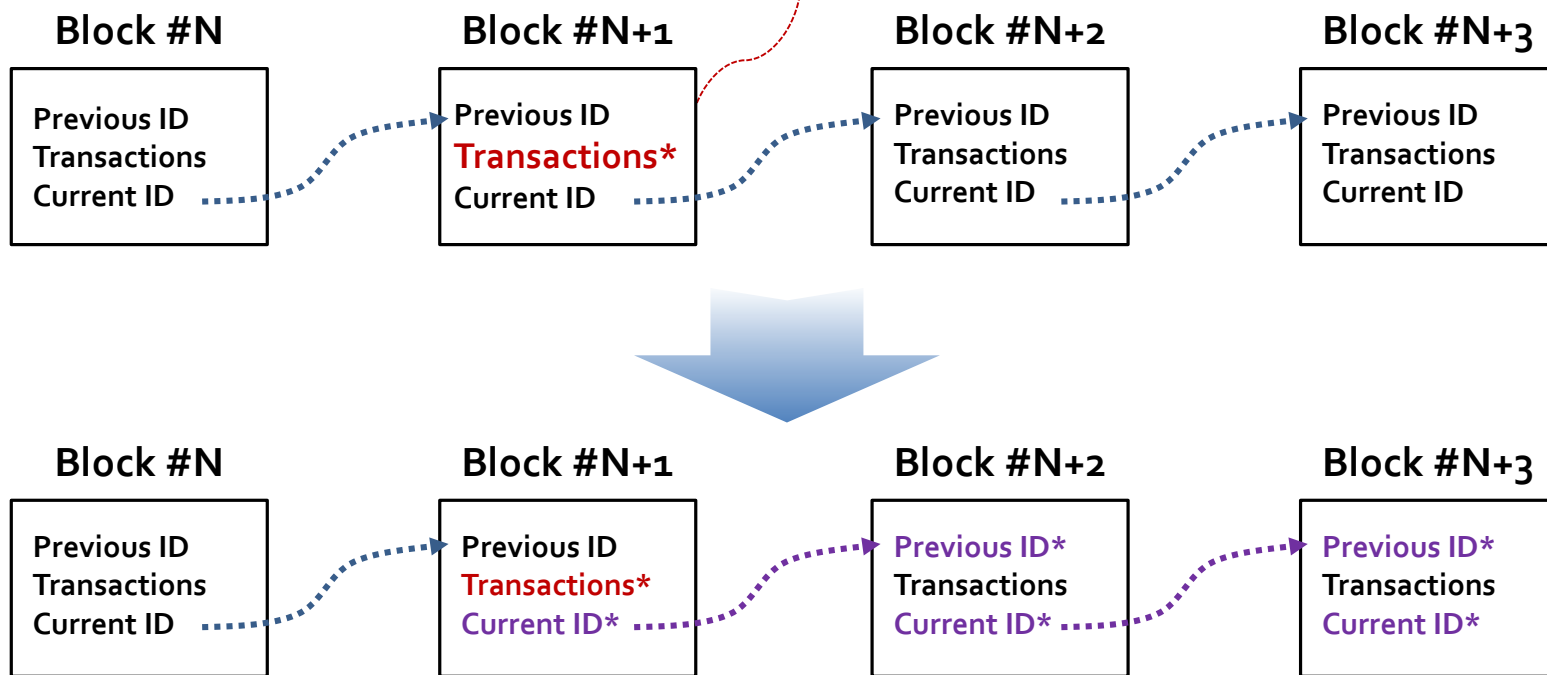 Block #N
Block #N+1
Block #N+2
Block #N+3
Previous ID
Transactions
Current ID
Previous ID
Transactions*
Current ID
Previous ID
Transactions
Current ID
Previous ID
Transactions
Current ID
Block #N
Block #N+1
Block #N+2
Block #N+3
Previous ID
Transactions
Current ID
Previous ID
Transactions*
Current ID*
Previous ID*
Transactions
Current ID*
Previous ID*
Transactions
Current ID*